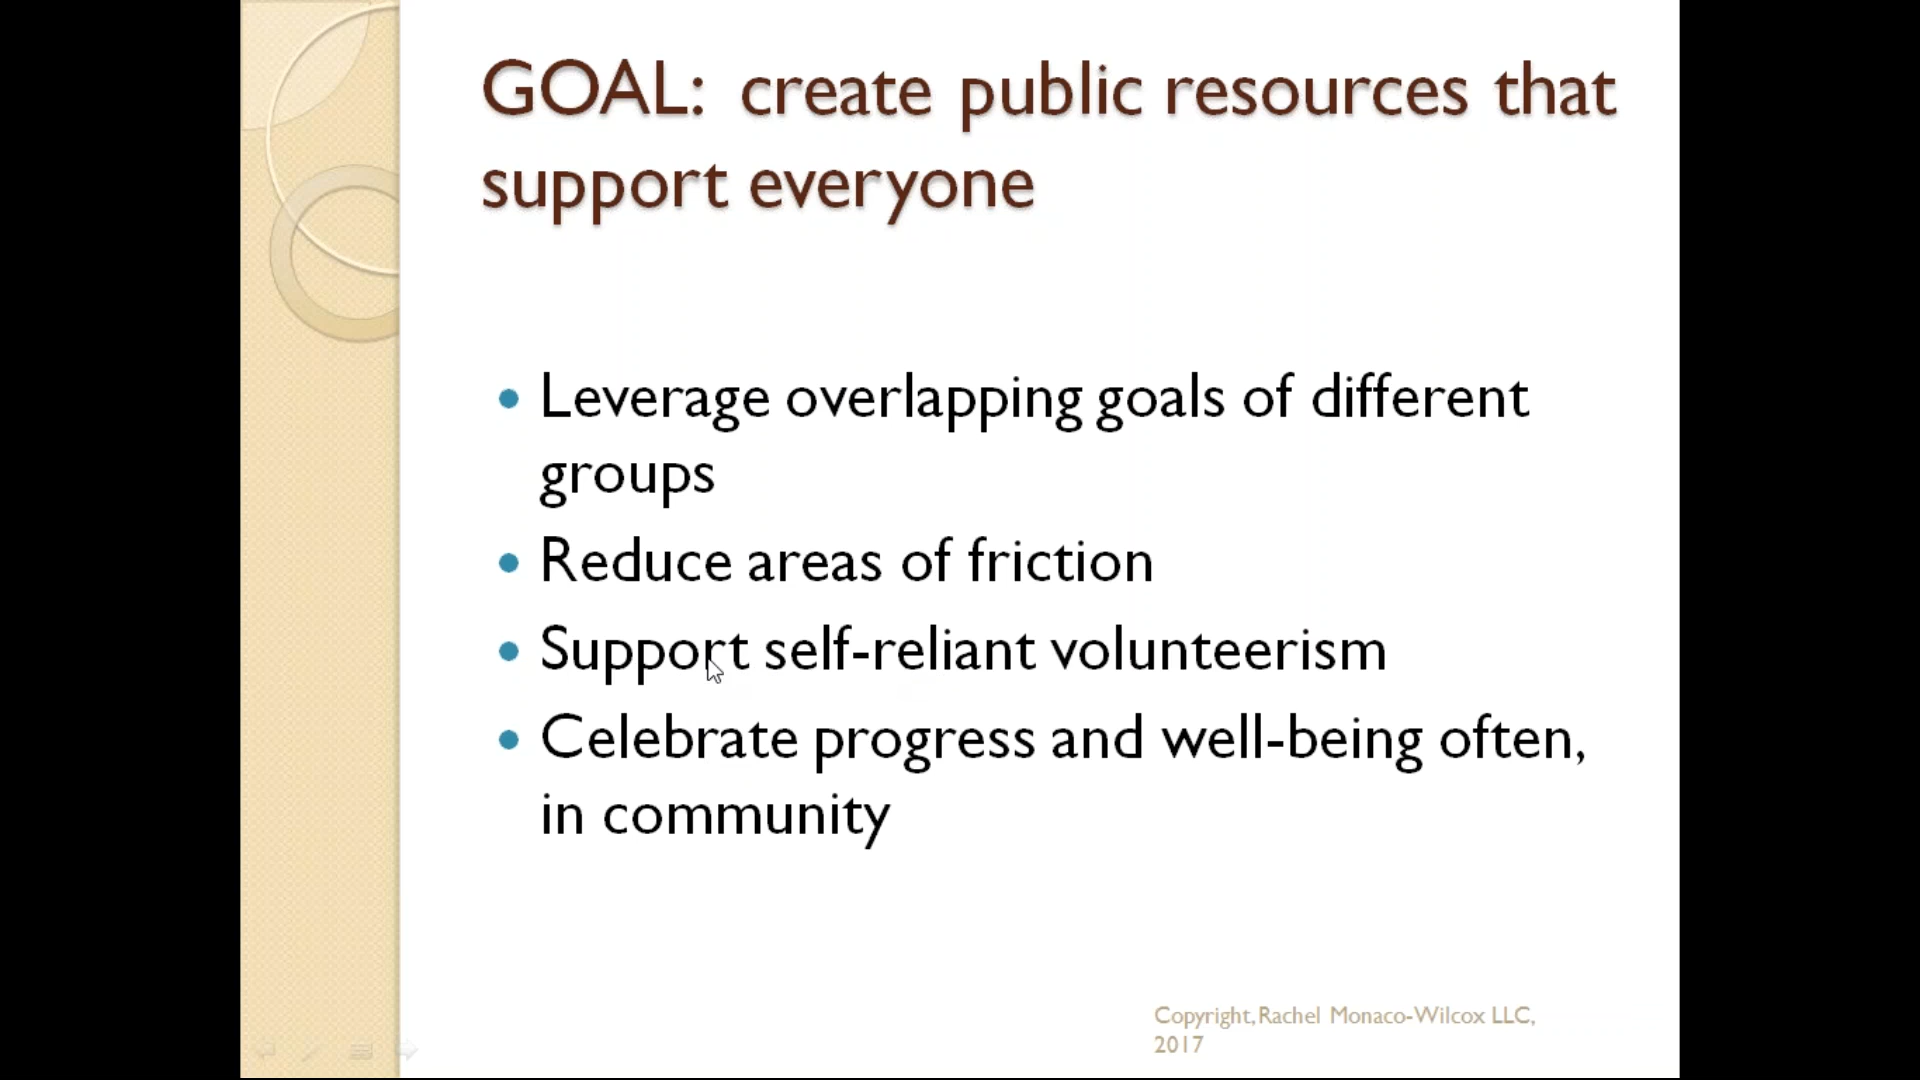 GOAL: create public resources that
support everyone
• Leverage overlapping goals of different
groups
• Reduce areas of friction
• Support self-reliant volunteerism
• Celebrate progress and well-being often,
in community
Copyright, Rachel Monaco-Wilcox LLC,
2017